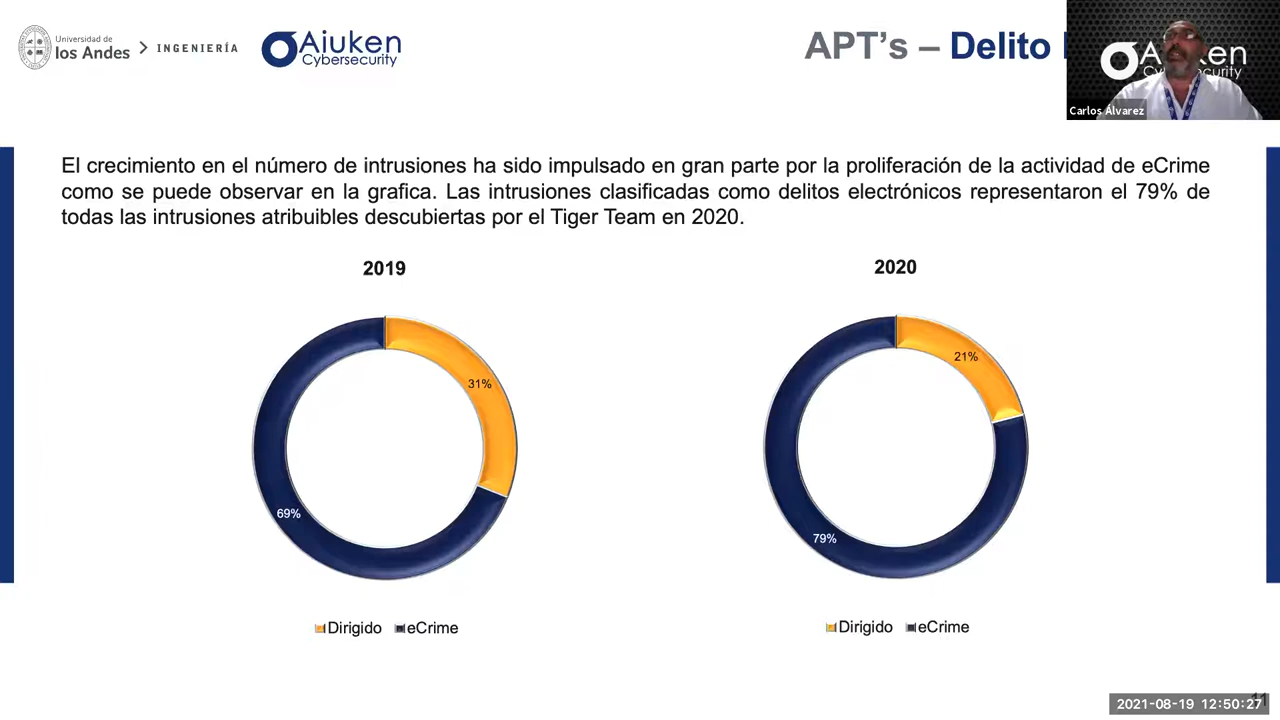 Universidad de
los Andes
INGENIERÍA
Aiuken
Cybersecurity
APT's – Delito
Carlos Álvarez
El crecimiento en el número de intrusiones ha sido impulsado en gran parte por la proliferación de la actividad de eCrime
como se puede observar en la grafica. Las intrusiones clasificadas como delitos electrónicos representaron el 79% de
todas las intrusiones atribuibles descubiertas por el Tiger Team en 2020.
2019
2020
31%
69%
21%
79%
Dirigido eCrime
Dirigido eCrime
2021-08-19 12:50:27
11